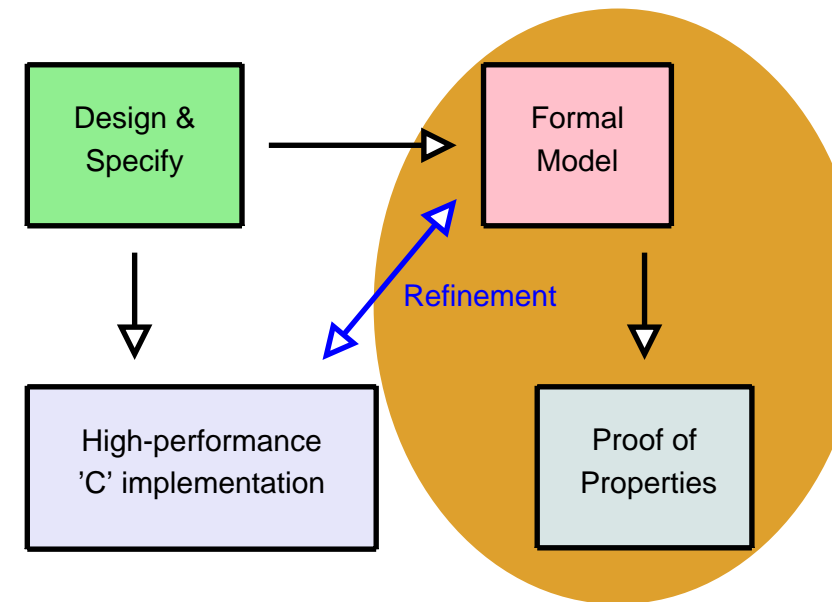 Design &
Specify
Formal
Model
Refinement
High-performance
’C’ implementation
Proof of
Properties